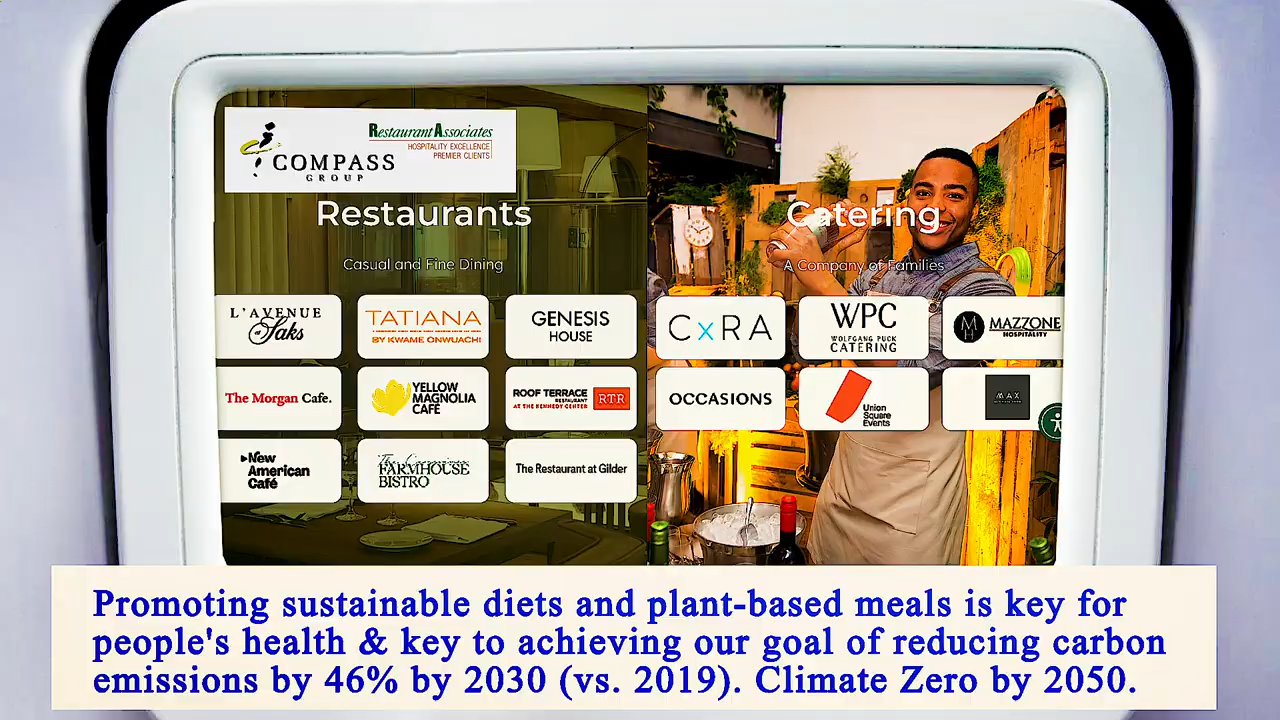 COMPASS
GROUP
Restaurant Associates
HOSPITALITY EXCELLENCE
PREMIER CLIENTS
Restaurants
Casual and Fine Dining
L'AVENUE
Saks
TATIANA
BY KWAME ONWUACHI
GENESIS
HOUSE
The Morgan Cafe.
YELLOW
MAGNOLIA
CAFÉ
ROOF TERRACE
RESTAURANT
AT THE KENNEDY CENTER
RTR
New
American
Café
FARMHOUSE
BISTRO
The Restaurant at Gilder
Catering
A Company of Families
CxRA
WPC
WOLFGANG PUCK
CATERING
MH
MAZZONE
HOSPITALITY
OCCASIONS
Union
Square
Events
MAX
Promoting sustainable diets and plant-based meals is key for
people's health & key to achieving our goal of reducing carbon
emissions by 46% by 2030 (vs. 2019). Climate Zero by 2050.